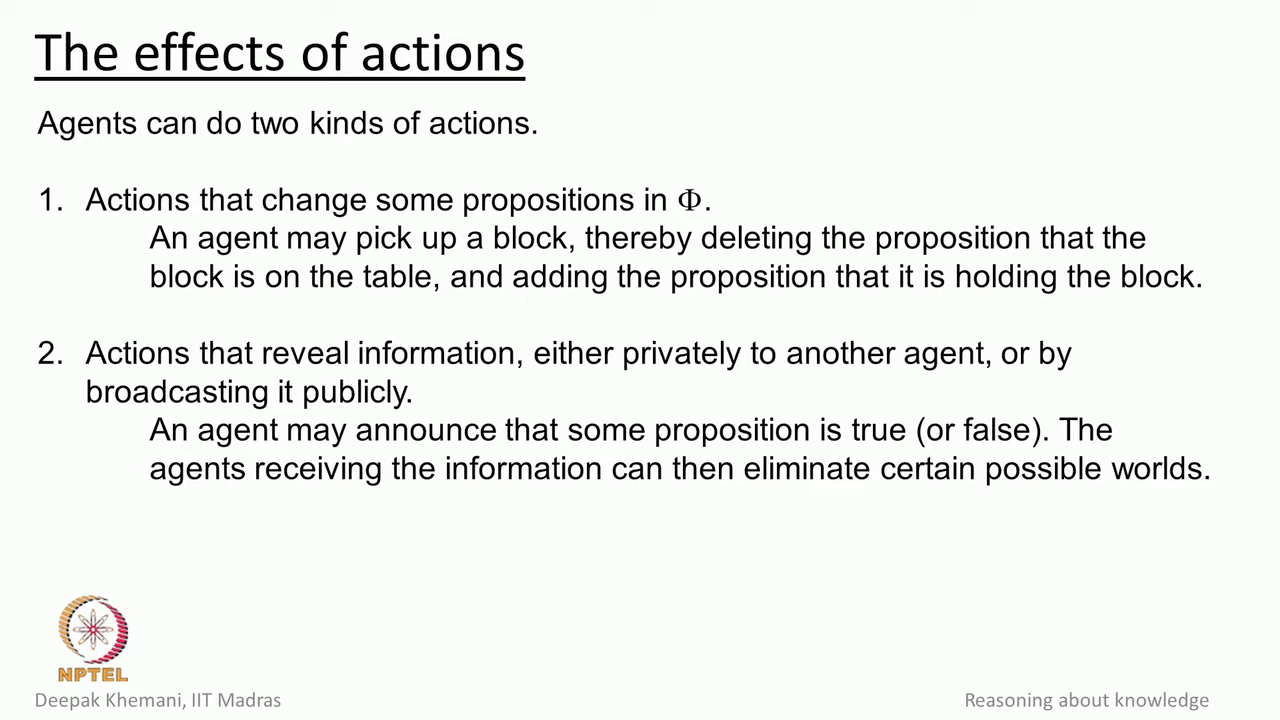 The effects of actions
Agents can do two kinds of actions.
1. Actions that change some propositions in Φ.
An agent may pick up a block, thereby deleting the proposition that the
block is on the table, and adding the proposition that it is holding the block.
2. Actions that reveal information, either privately to another agent, or by
broadcasting it publicly.
An agent may announce that some proposition is true (or false). The
agents receiving the information can then eliminate certain possible worlds.
NPTEL
Deepak Khemani, IIT Madras
Reasoning about knowledge